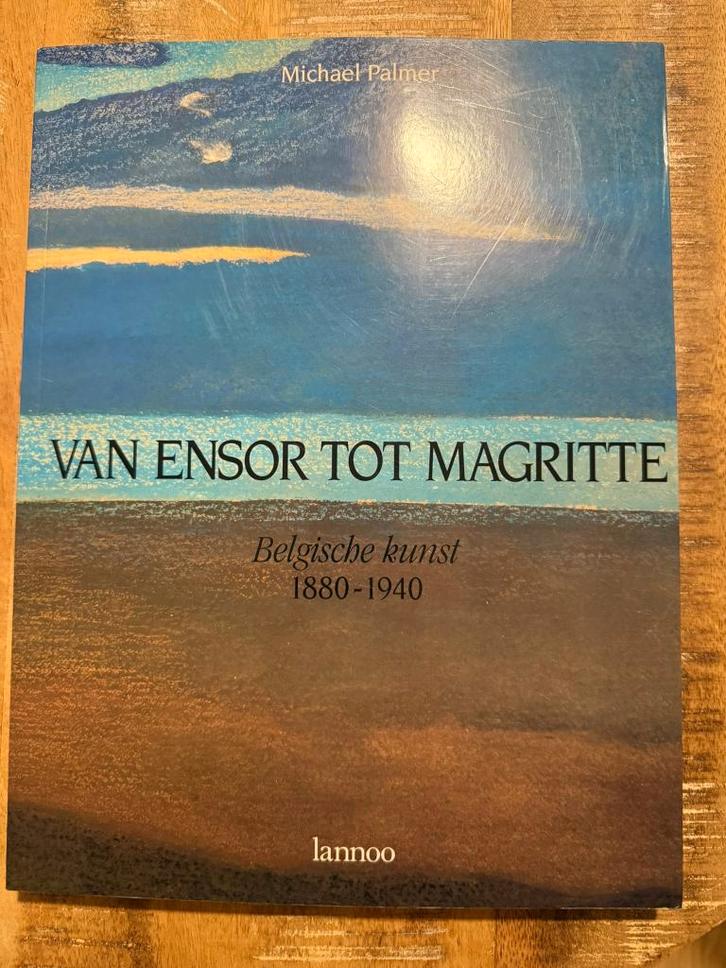 Michael Palmer
VAN ENSOR TOT MAGRITTE
Belgische kunst
1880-1940
lannoo